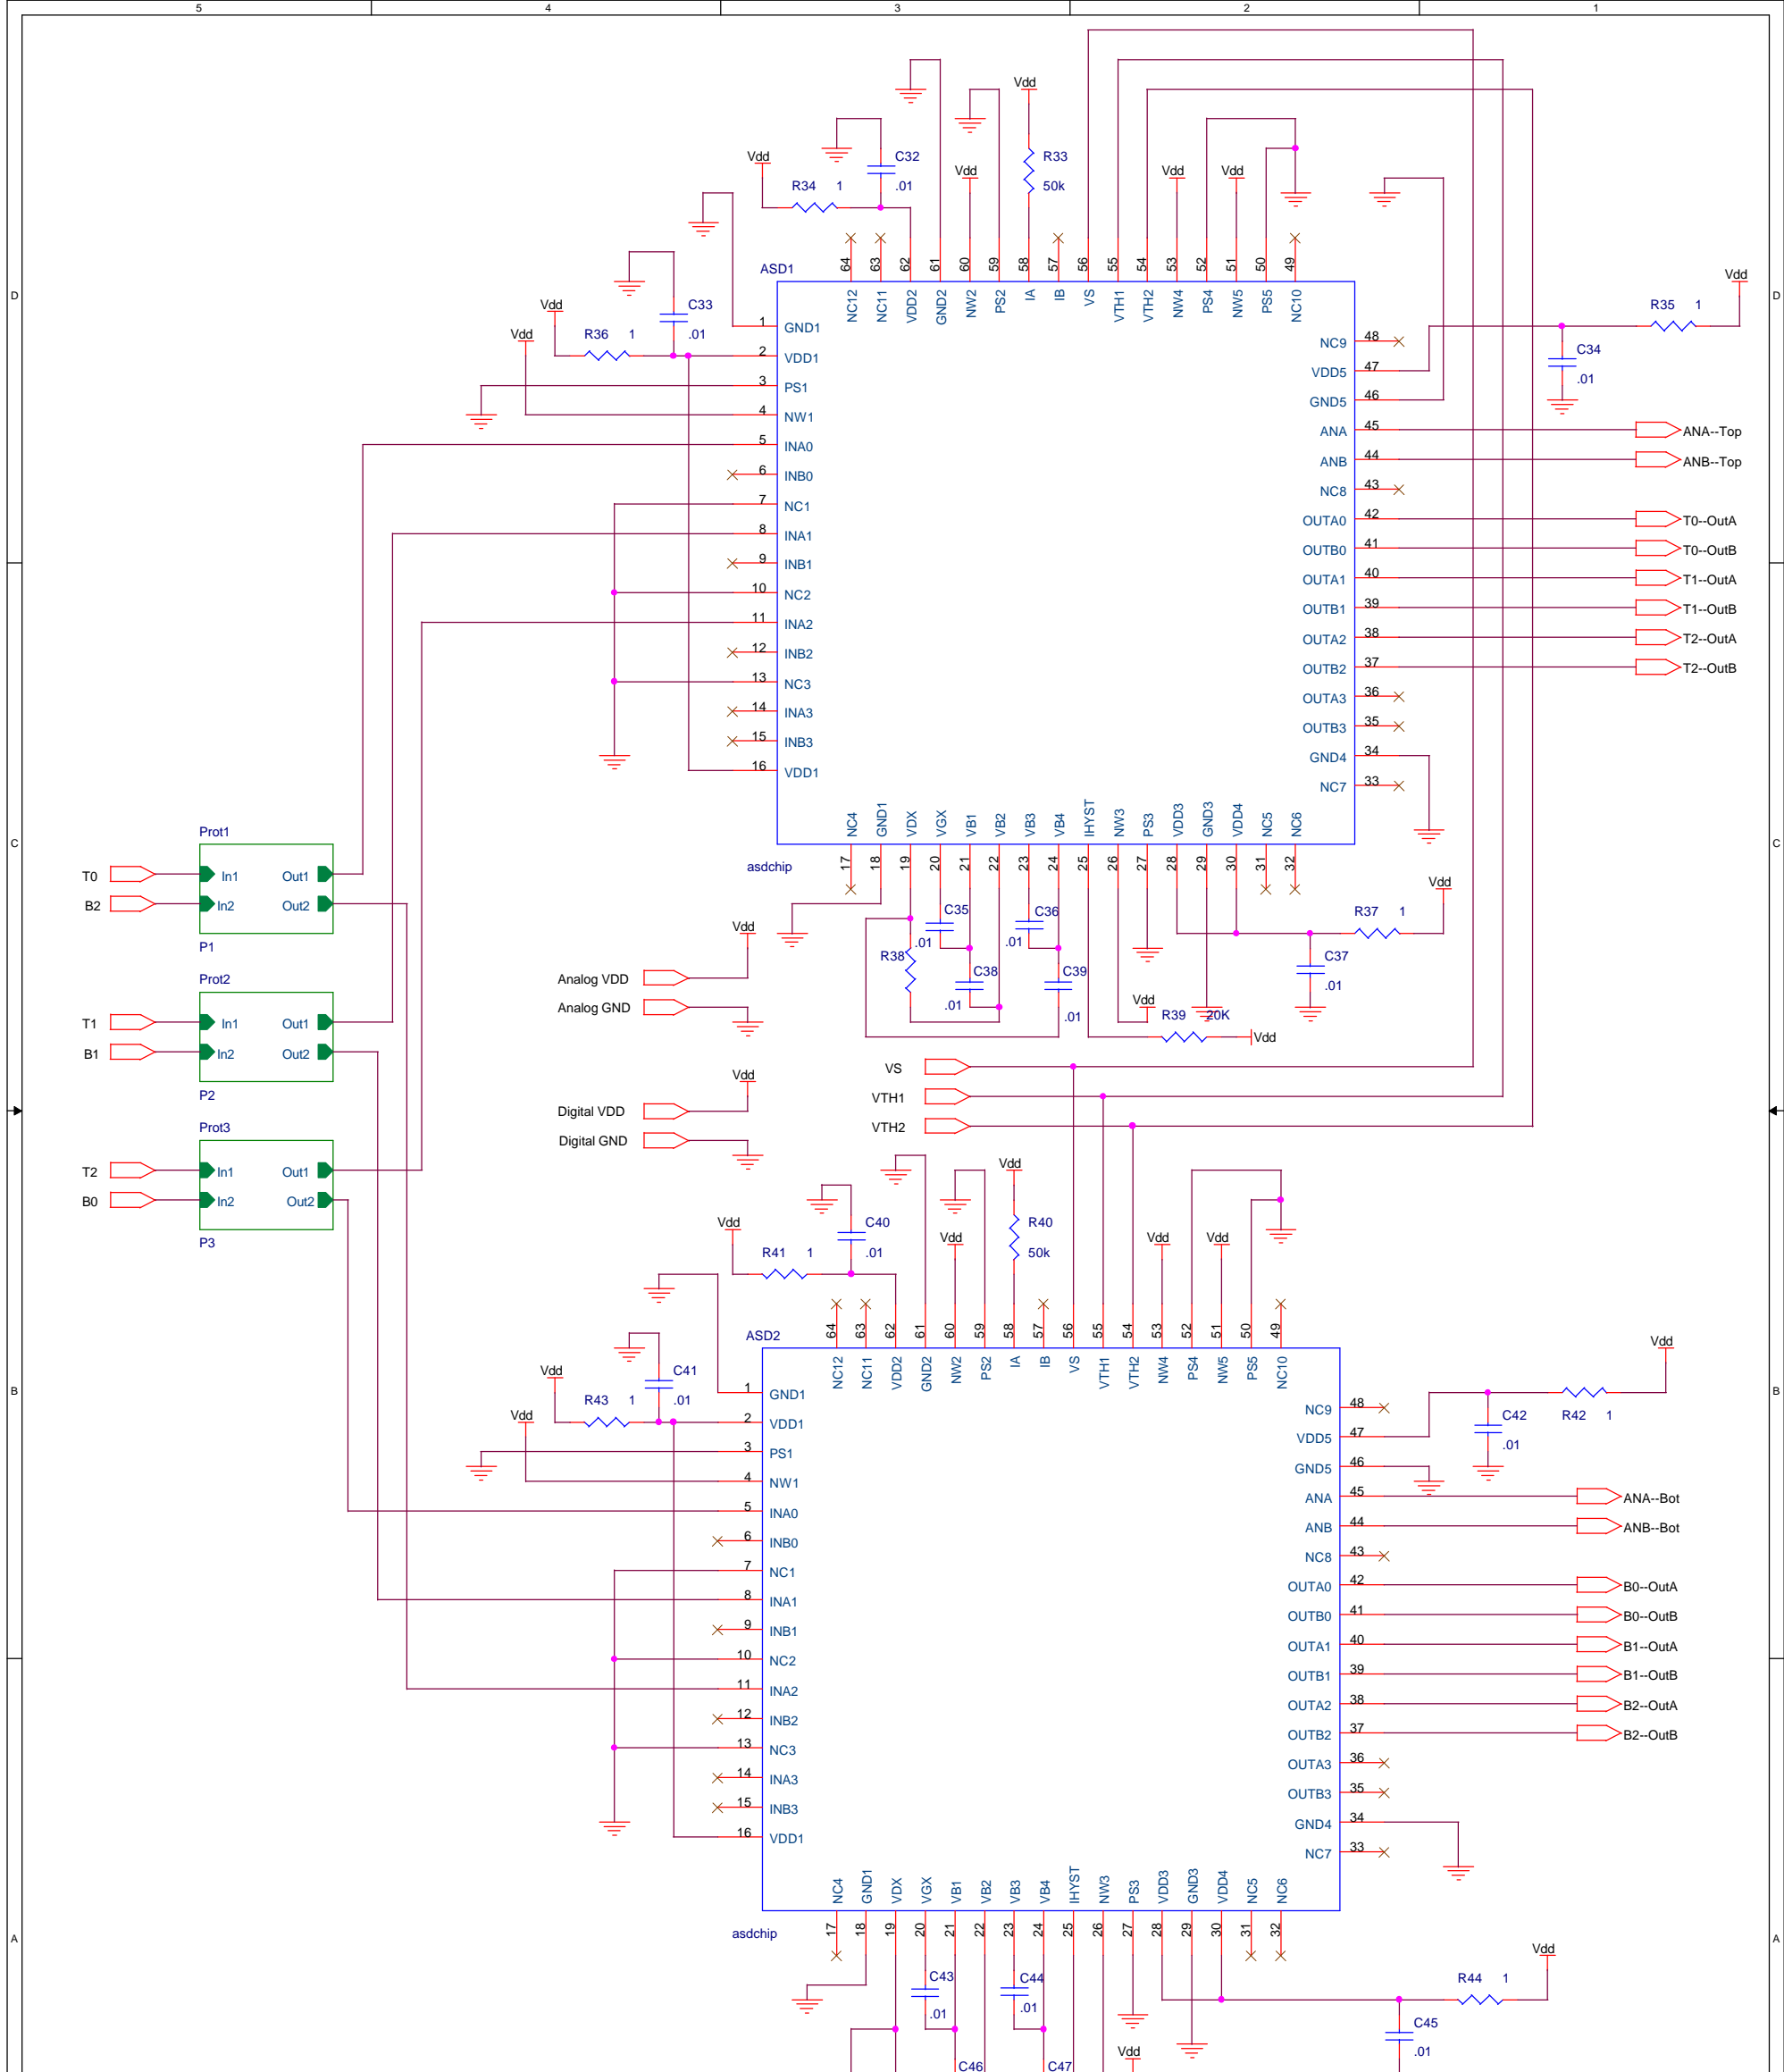 5 4 3 2 1
Vdd
C32
.01
R33
50k
Vdd
R34 1
Vdd
Vdd
Vdd
64 63 62 61 60 59 58 57 56 55 54 53 52 51 50 49
ASD1
NC12 NC11 VDD2 GND2 NW2 PS2 IA IB VS VTH1 VTH2 NW4 PS4 NW5 PS5 NC10
D
D
Vdd
R35 1
Vdd
C33
.01
R36 1
Vdd
C34
.01
1 GND1
2 VDD1
3 PS1
4 NW1
5 INA0
6 INB0
7 NC1
8 INA1
9 INB1
10 NC2
11 INA2
12 INB2
13 NC3
14 INA3
15 INB3
16 VDD1
NC9 48
VDD5 47
GND5 46
ANA 45 ANA--Top
ANB 44 ANB--Top
NC8 43
OUTA0 42 T0--OutA
OUTB0 41 T0--OutB
OUTA1 40 T1--OutA
OUTB1 39 T1--OutB
OUTA2 38 T2--OutA
OUTB2 37 T2--OutB
OUTA3 36
OUTB3 35
GND4 34
NC7 33
NC4 GND1 VDX VGX VB1 VB2 VB3 VB4 IHYST NW3 PS3 VDD3 GND3 VDD4 NC5 NC6
17 18 19 20 21 22 23 24 25 26 27 28 29 30 31 32
asdchip
C
C
Prot1
T0 In1 Out1
B2 In2 Out2
P1
Prot2
T1 In1 Out1
B1 In2 Out2
P2
Prot3
T2 In1 Out1
B0 In2 Out2
P3
C35
.01
C36
.01
R37 1
Vdd
R38
C38
.01
C39
.01
C37
.01
Vdd
R39 20K
Vdd
Vdd
Analog VDD
Analog GND
Vdd
Digital VDD
Digital GND
VS
VTH1
VTH2
Vdd
C40
.01
R40
50k
Vdd
R41 1
Vdd
Vdd
Vdd
64 63 62 61 60 59 58 57 56 55 54 53 52 51 50 49
ASD2
NC12 NC11 VDD2 GND2 NW2 PS2 IA IB VS VTH1 VTH2 NW4 PS4 NW5 PS5 NC10
B
B
Vdd
C41
.01
R43 1
Vdd
Vdd
C42
.01
R42 1
1 GND1
2 VDD1
3 PS1
4 NW1
5 INA0
6 INB0
7 NC1
8 INA1
9 INB1
10 NC2
11 INA2
12 INB2
13 NC3
14 INA3
15 INB3
16 VDD1
NC9 48
VDD5 47
GND5 46
ANA 45 ANA--Bot
ANB 44 ANB--Bot
NC8 43
OUTA0 42 B0--OutA
OUTB0 41 B0--OutB
OUTA1 40 B1--OutA
OUTB1 39 B1--OutB
OUTA2 38 B2--OutA
OUTB2 37 B2--OutB
OUTA3 36
OUTB3 35
GND4 34
NC7 33
NC4 GND1 VDX VGX VB1 VB2 VB3 VB4 IHYST NW3 PS3 VDD3 GND3 VDD4 NC5 NC6
17 18 19 20 21 22 23 24 25 26 27 28 29 30 31 32
asdchip
A
A
C43
.01
C44
.01
Vdd
R44 1
C45
.01
Vdd
C46
C47